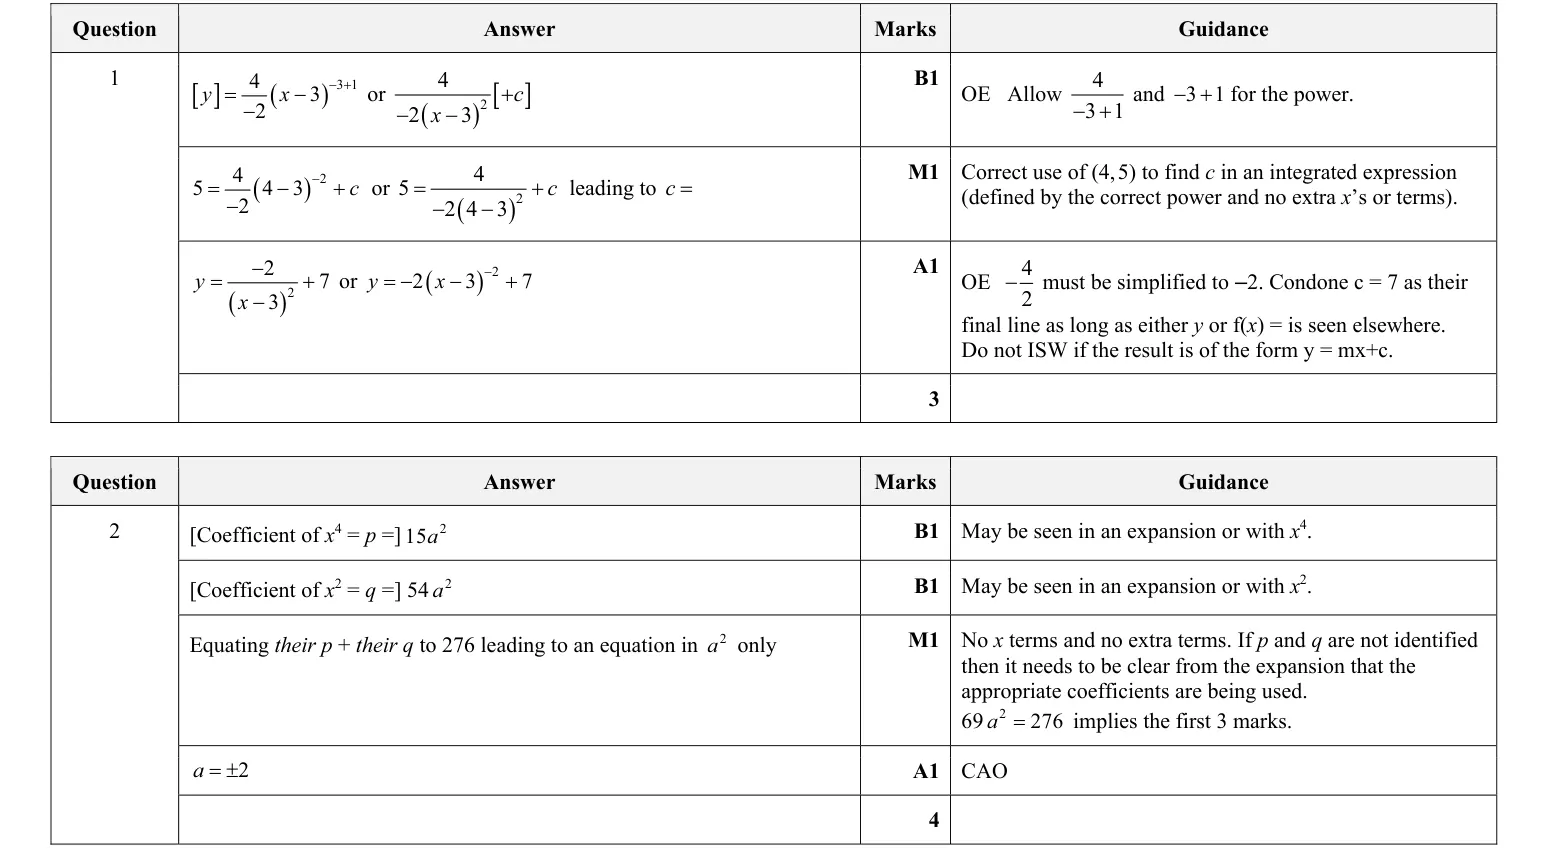 Question Answer Marks Guidance
1 [y] = 4/−2 (x − 3)^(−3+1) or 4/(−2(x − 3)^2) [+c] B1 OE Allow 4/(−3+1) and −3+1 for the power.
5 = 4/−2 (4 − 3)^(−2) + c or 5 = 4/(−2(4 − 3)^2) + c leading to c = M1 Correct use of (4, 5) to find c in an integrated expression
(defined by the correct power and no extra x’s or terms).
y = −2/(x − 3)^2 + 7 or y = −2(x − 3)^(−2) + 7 A1 OE −4/2 must be simplified to –2. Condone c = 7 as their
final line as long as either y or f(x) = is seen elsewhere.
Do not ISW if the result is of the form y = mx+c.
3
Question Answer Marks Guidance
2 [Coefficient of x^4 = p =] 15a^2 B1 May be seen in an expansion or with x^4.
[Coefficient of x^2 = q =] 54a^2 B1 May be seen in an expansion or with x^2.
Equating their p + their q to 276 leading to an equation in a^2 only M1 No x terms and no extra terms. If p and q are not identified
then it needs to be clear from the expansion that the
appropriate coefficients are being used.
69a^2 = 276 implies the first 3 marks.
a = ±2 A1 CAO
4